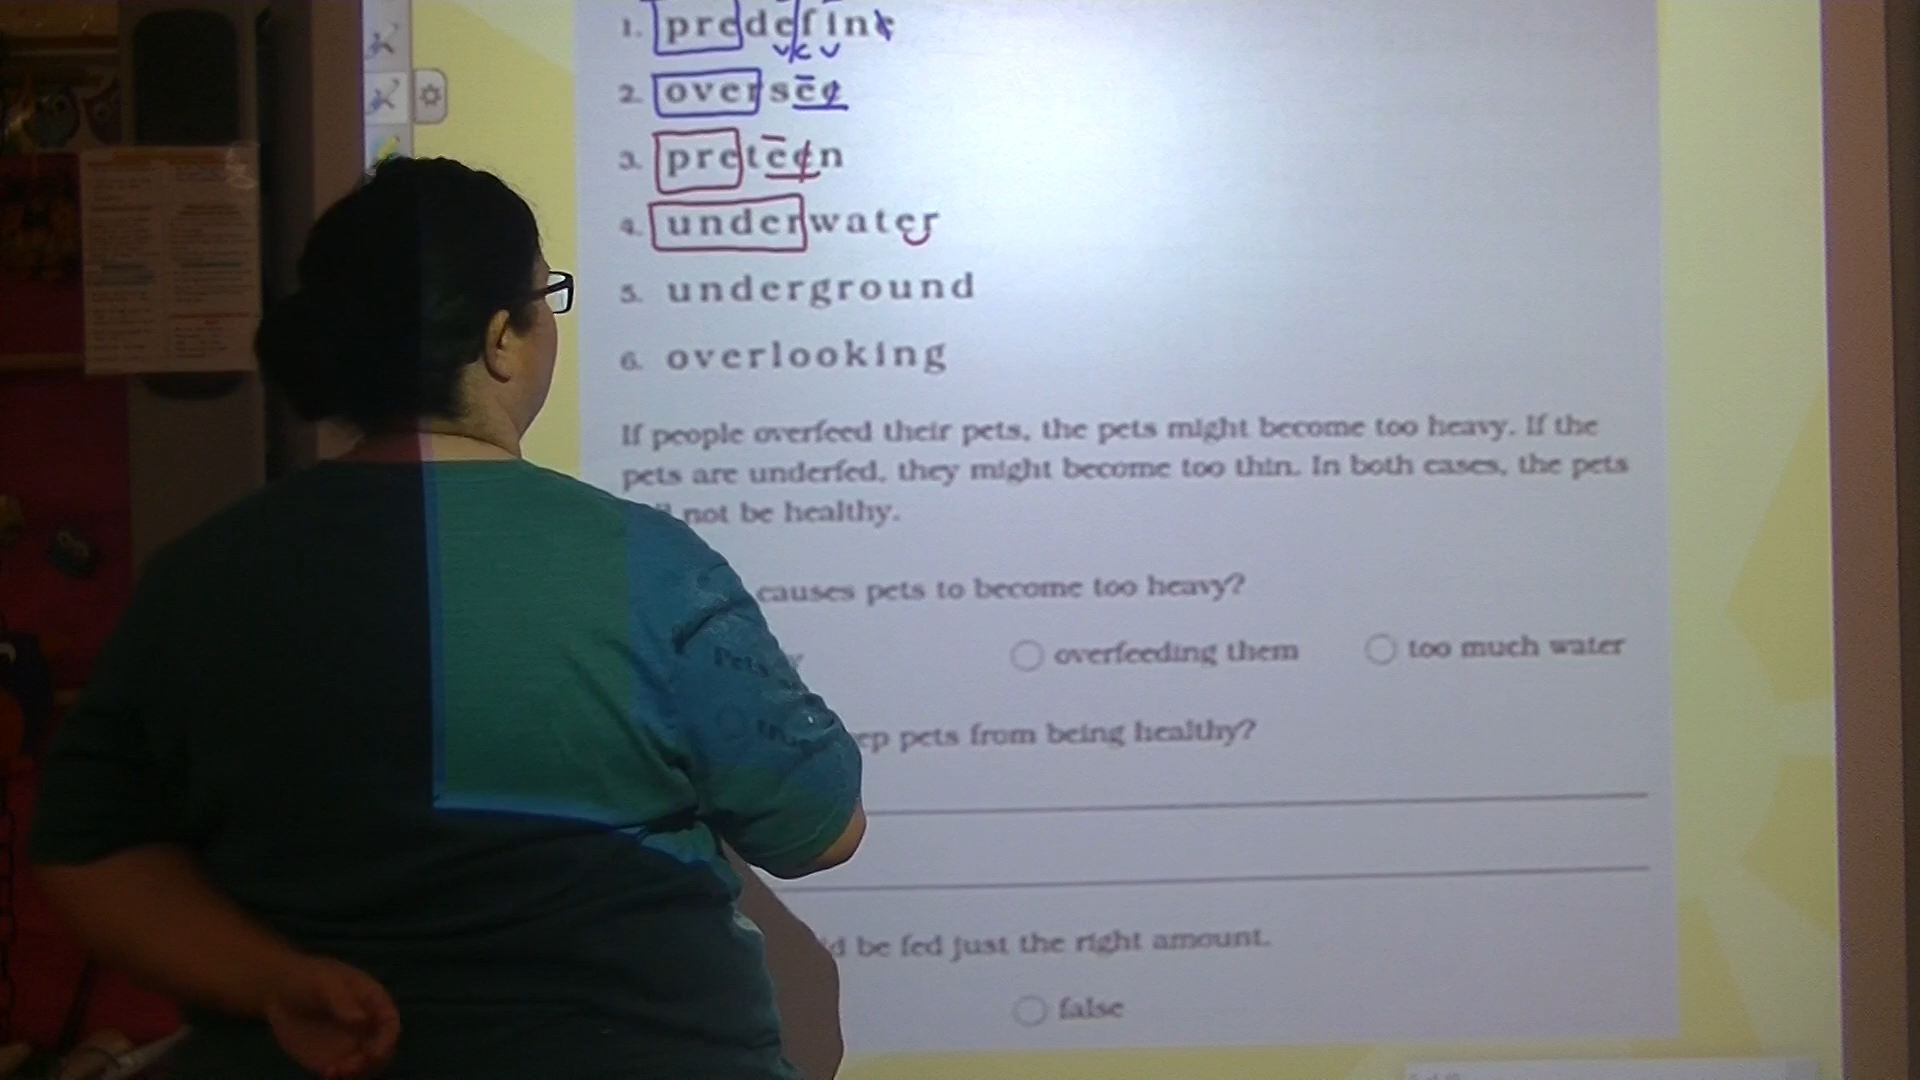 1. predefine
2. oversee
3. preteen
4. underwater
5. underground
6. overlooking
If people overfeed their pets, the pets might become too heavy. If the
pets are underfed, they might become too thin. In both cases, the pets
not be healthy.
causes pets to become too heavy?
overfeeding them too much water
pets from being healthy?
be fed just the right amount.
false